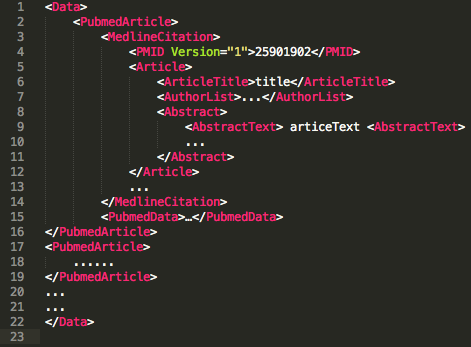 1 <Data>
2 <PubmedArticle>
3 <MedlineCitation>
4 <PMID Version="1">25901902</PMID>
5 <Article>
6 <ArticleTitle>title</ArticleTitle>
7 <AuthorList>...</AuthorList>
8 <Abstract>
9 <AbstractText> articeText <AbstractText>
10 ...
11 </Abstract>
12 </Article>
13 ...
14 </MedlineCitation>
15 <PubmedData>…</PubmedData>
16 </PubmedArticle>
17 <PubmedArticle>
18 ......
19 </PubmedArticle>
20 ...
21 ...
22 </Data>
23